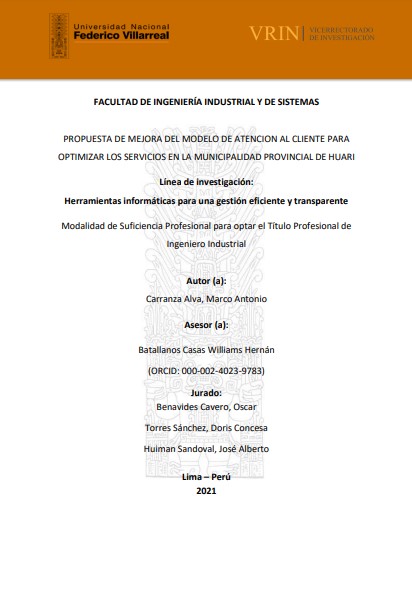 Universidad Nacional
Federico Villarreal
VRIN | VICERRECTORADO
DE INVESTIGACIÓN
FACULTAD DE INGENIERÍA INDUSTRIAL Y DE SISTEMAS
PROPUESTA DE MEJORA DEL MODELO DE ATENCION AL CLIENTE PARA
OPTIMIZAR LOS SERVICIOS EN LA MUNICIPALIDAD PROVINCIAL DE HUARI
Línea de investigación:
Herramientas informáticas para una gestión eficiente y transparente
Modalidad de Suficiencia Profesional para optar el Título Profesional de
Ingeniero Industrial
Autor (a):
Carranza Alva, Marco Antonio
Asesor (a):
Batallanos Casas Williams Hernán
(ORCID: 000-002-4023-9783)
Jurado:
Benavides Cavero, Oscar
Torres Sánchez, Doris Concesa
Huiman Sandoval, José Alberto
Lima – Perú
2021